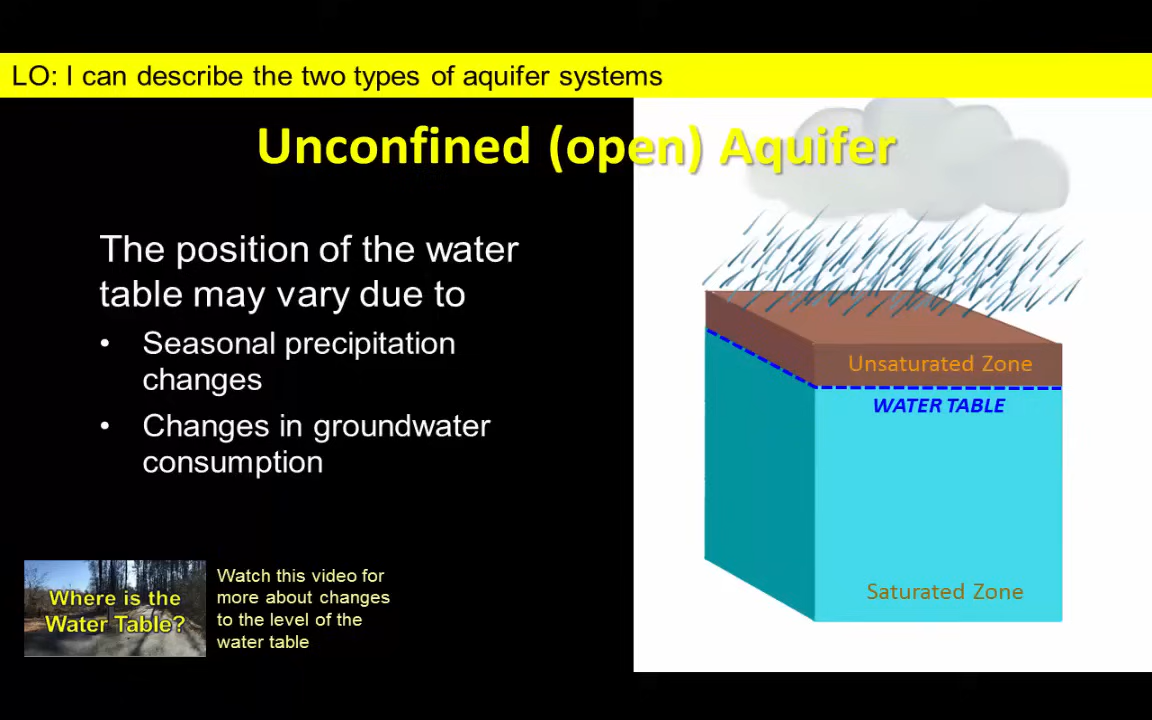 LO: I can describe the two types of aquifer systems
Unconfined (open) Aquifer
The position of the water
table may vary due to
• Seasonal precipitation
changes
• Changes in groundwater
consumption
Unsaturated Zone
WATER TABLE
Saturated Zone
Where is the
Water Table?
Watch this video for
more about changes
to the level of the
water table